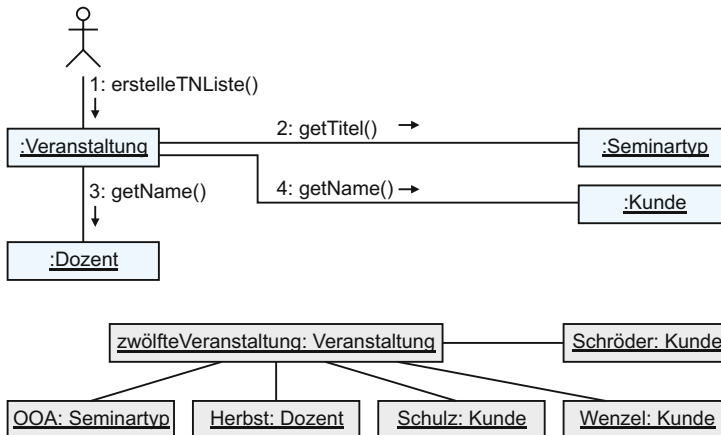 1: erstelleTNListe()
2: getTitel()
:Veranstaltung
:Seminartyp
3: getName()
4: getName()
:Kunde
:Dozent
zwölfteVeranstaltung: Veranstaltung
Schröder: Kunde
OOA: Seminartyp
Herbst: Dozent
Schulz: Kunde
Wenzel: Kunde